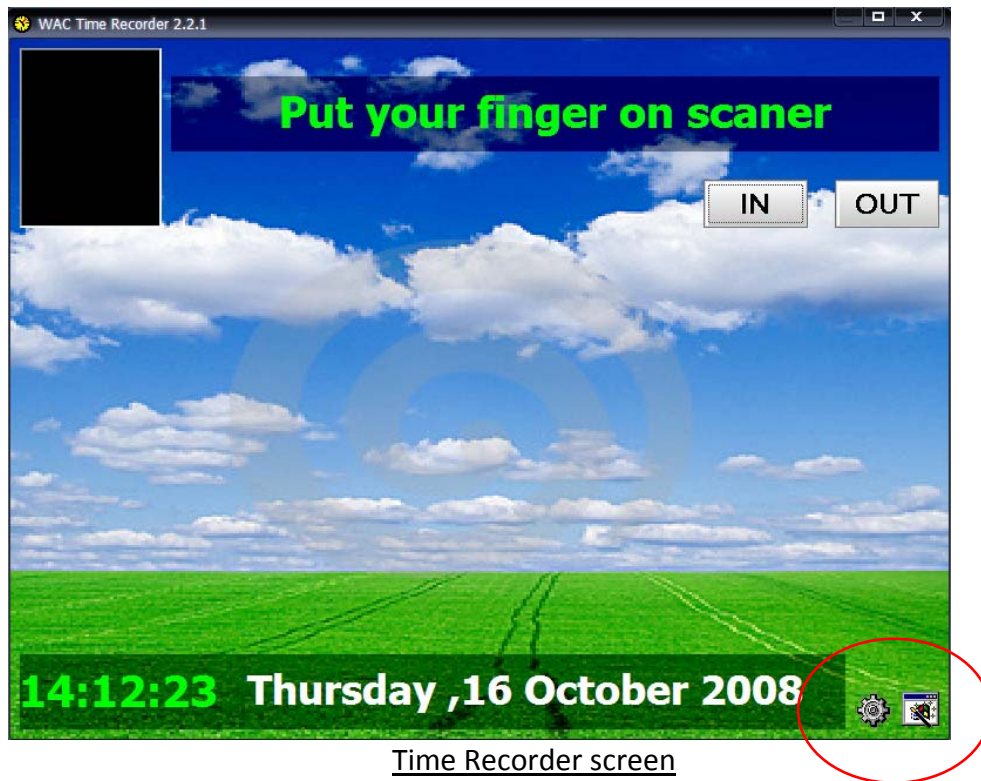 WAC Time Recorder 2.2.1
Put your finger on scaner
IN OUT
14:12:23 Thursday ,16 October 2008
Time Recorder screen